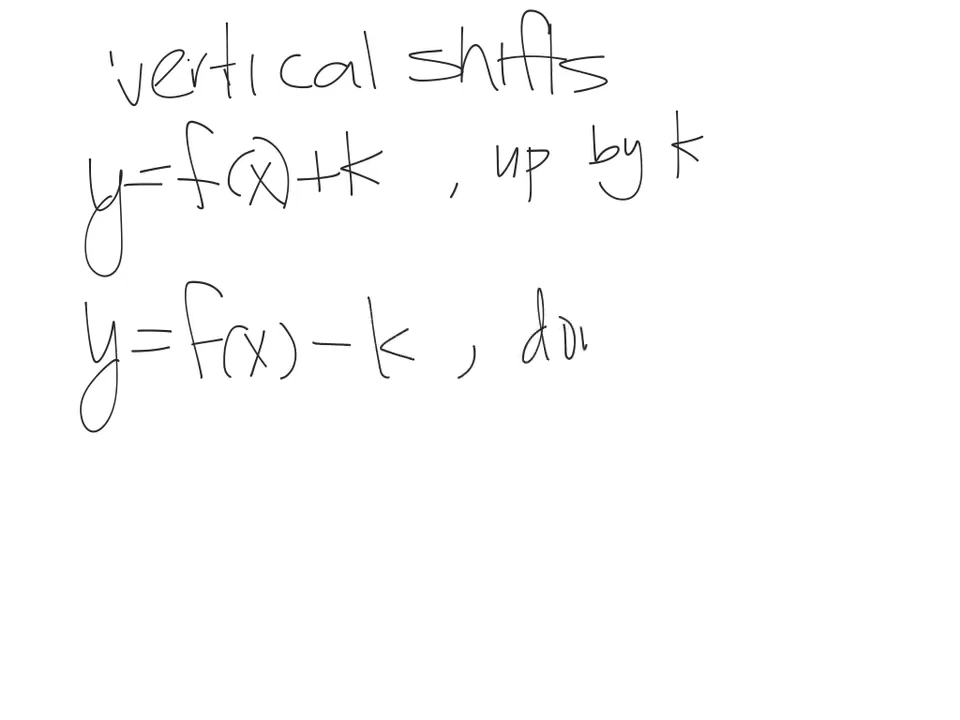 vertical shifts
y=f(x)+k , up by k
y=f(x)-k , do